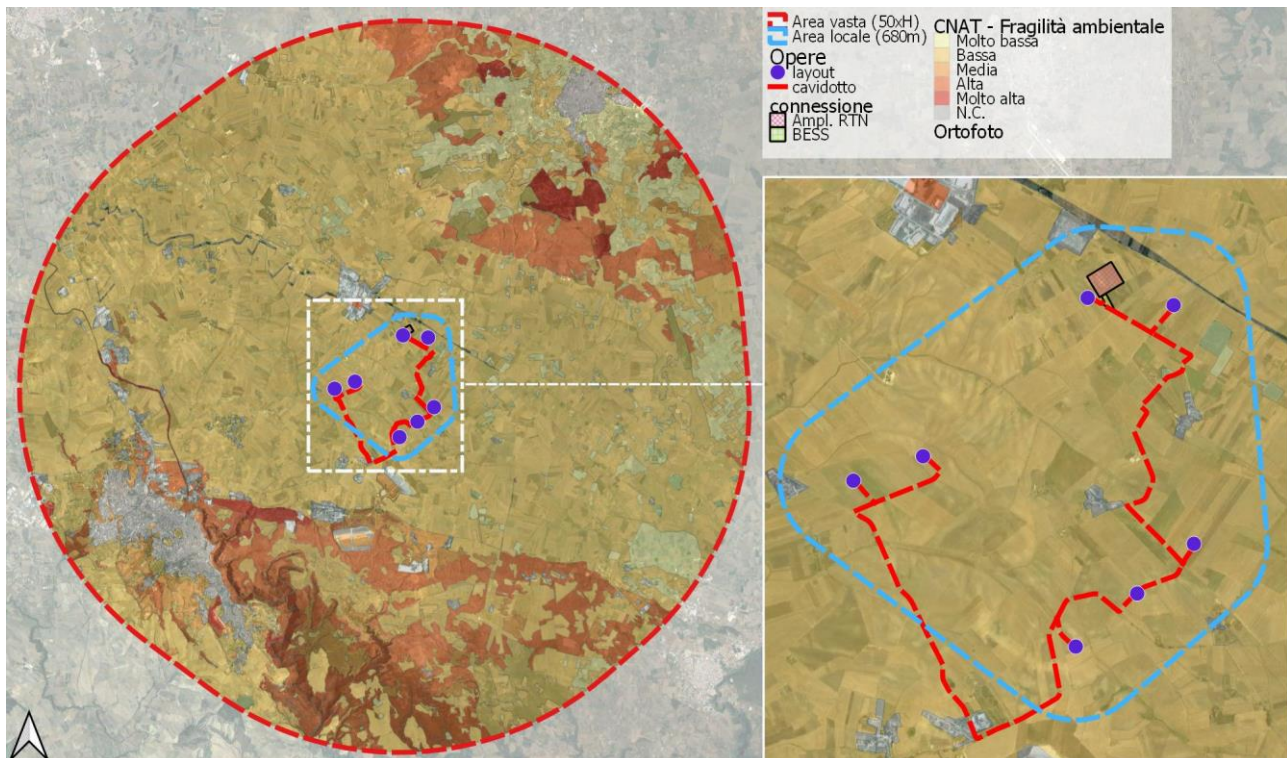 Area vasta (50xH)
Area locale (680m)
Opere
layout
cavidotto
connessione
Ampl. RTN
BESS
CNAT - Fragilità ambientale
Molto bassa
Bassa
Media
Alta
Molto alta
N.C.
Ortofoto